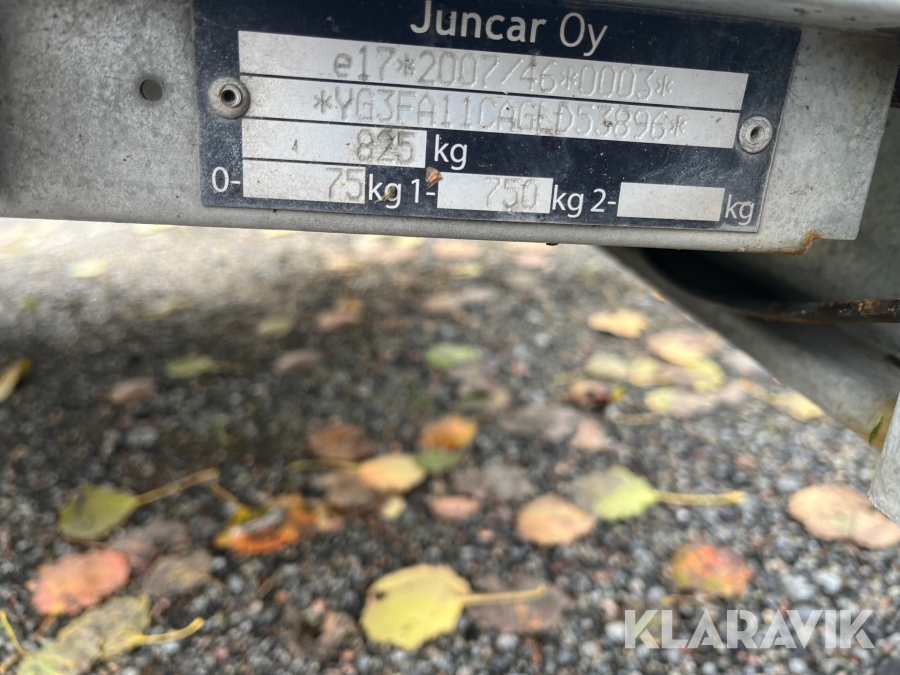 Juncar Oy
e17*2007/46*0003*
*YG3FA11CAGED53896*
825 kg
0- 75 kg 1- 750 kg 2- kg
KLARAVIK